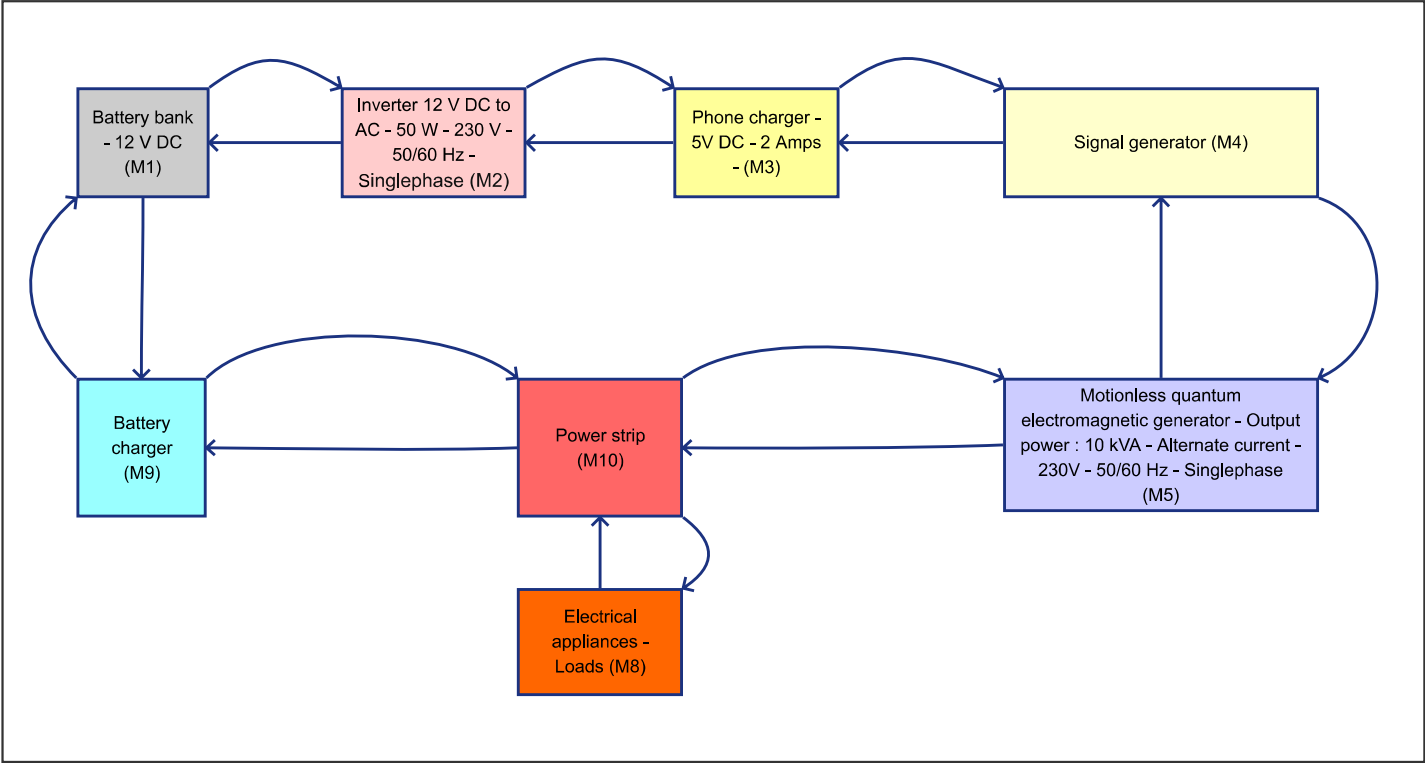 Battery bank
- 12 V DC
(M1)
Inverter 12 V DC to
AC - 50 W - 230 V -
50/60 Hz -
Singlephase (M2)
Phone charger -
5V DC - 2 Amps
- (M3)
Signal generator (M4)
Battery
charger
(M9)
Power strip
(M10)
Motionless quantum
electromagnetic generator - Output
power : 10 kVA - Alternate current -
230V - 50/60 Hz - Singlephase
(M5)
Electrical
appliances -
Loads (M8)